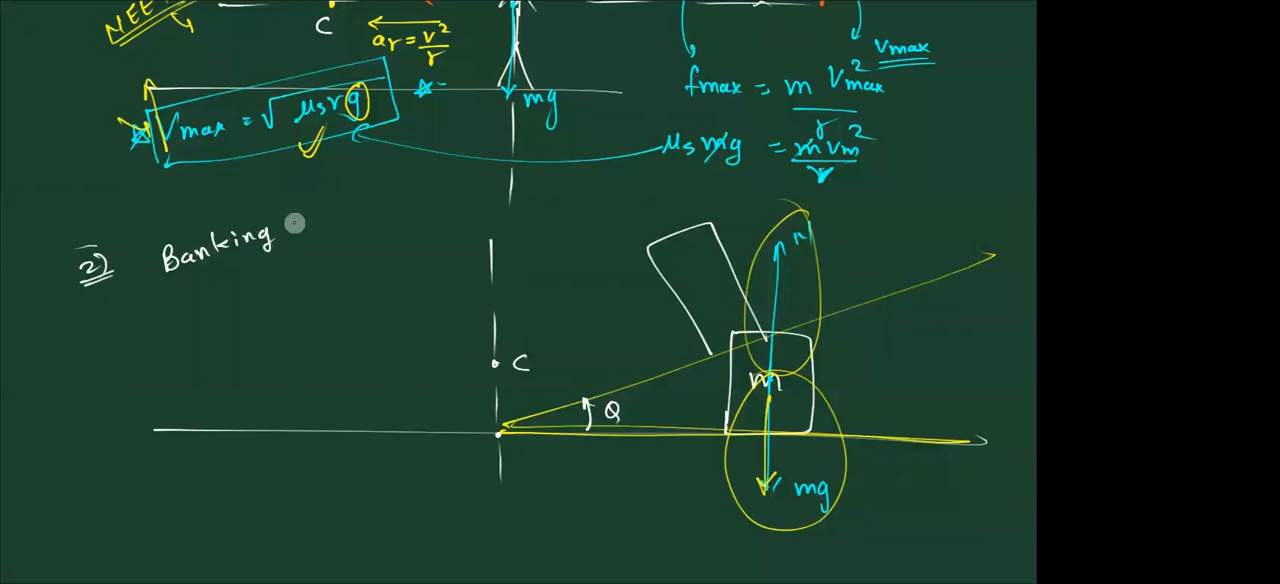 NEET
C
ar = v²/r
mg
Vmax = √μs r g
Vmax
fmax = m V²max / r
μs mg = m vm² / r
2) Banking
N
C
m
Q
mg